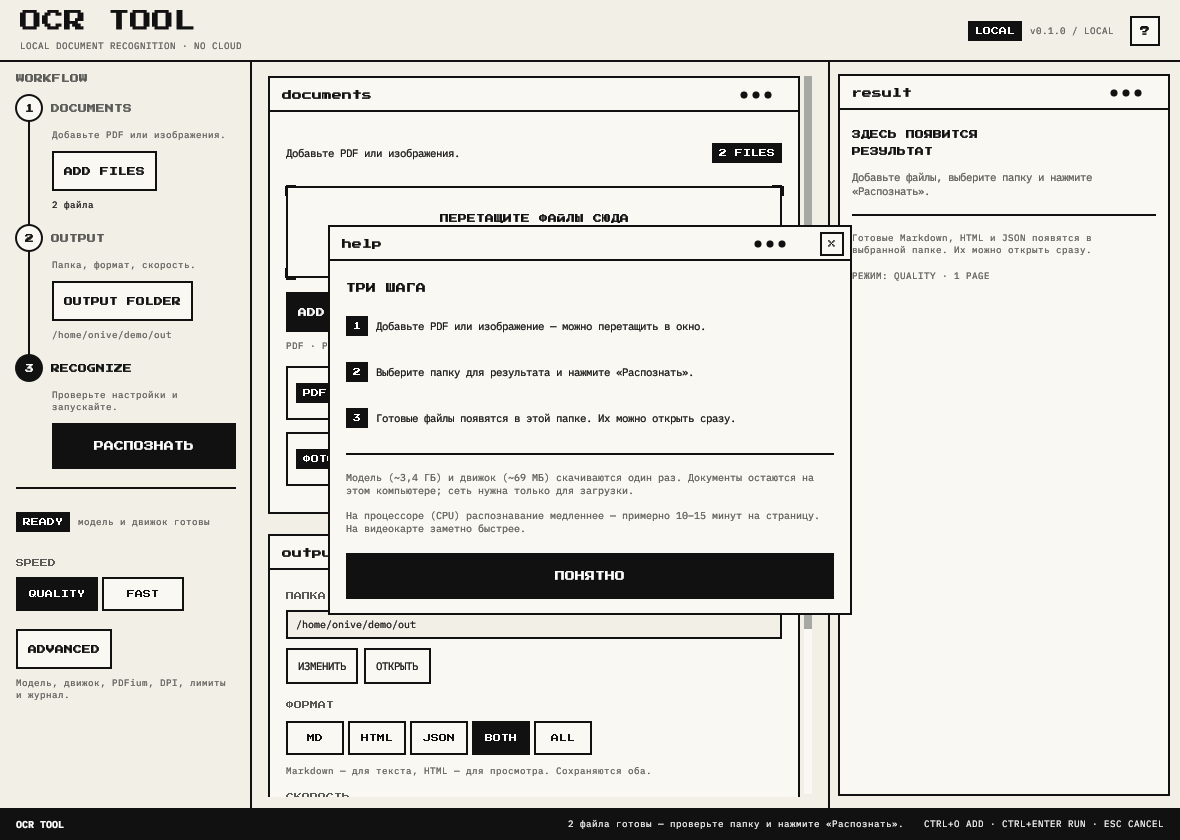 OCR TOOL
LOCAL DOCUMENT RECOGNITION · NO CLOUD
LOCAL
v0.1.0 / LOCAL
?
WORKFLOW
1 DOCUMENTS
Добавьте PDF или изображения.
ADD FILES
2 файла
2 OUTPUT
Папка, формат, скорость.
OUTPUT FOLDER
/home/onive/demo/out
3 RECOGNIZE
Проверьте настройки и
запускайте.
РАСПОЗНАТЬ
READY модель и движок готовы
SPEED
QUALITY FAST
ADVANCED
Модель, движок, PDFium, DPI, лимиты
и журнал.
documents
Добавьте PDF или изображения.
2 FILES
ПЕРЕТАЩИТЕ ФАЙЛЫ СЮДА
ADD
PDF ·
PDF
help
×
ТРИ ШАГА
1 Добавьте PDF или изображение — можно перетащить в окно.
2 Выберите папку для результата и нажмите «Распознать».
3 Готовые файлы появятся в этой папке. Их можно открыть сразу.
Модель (~3,4 ГБ) и движок (~69 МБ) скачиваются один раз. Документы остаются на
этом компьютере; сеть нужна только для загрузки.
На процессоре (CPU) распознавание медленнее — примерно 10–15 минут на страницу.
На видеокарте заметно быстрее.
ПОНЯТНО
ПАПКА
/home/onive/demo/out
ИЗМЕНИТЬ ОТКРЫТЬ
ФОРМАТ
MD HTML JSON BOTH ALL
Markdown — для текста, HTML — для просмотра. Сохраняются оба.
СКОРОСТЬ
result
ЗДЕСЬ ПОЯВИТСЯ
РЕЗУЛЬТАТ
Добавьте файлы, выберите папку и нажмите
«Распознать».
Готовые Markdown, HTML и JSON появятся в
выбранной папке. Их можно открыть сразу.
РЕЖИМ: QUALITY · 1 PAGE
OCR TOOL
2 файла готовы — проверьте папку и нажмите «Распознать».
CTRL+O ADD · CTRL+ENTER RUN · ESC CANCEL